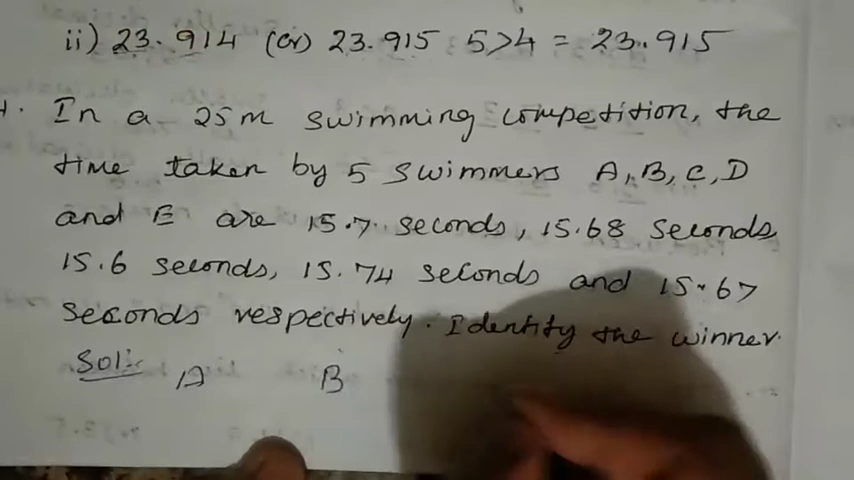 ii) 23.914 (or) 23.915 5>4 = 23.915
4. In a 25m swimming competition, the
time taken by 5 swimmers A, B, C, D
and E are 15.7 seconds, 15.68 seconds,
15.6 seconds, 15.74 seconds and 15.67
seconds respectively. Identify the winner.
Sol:-
A B